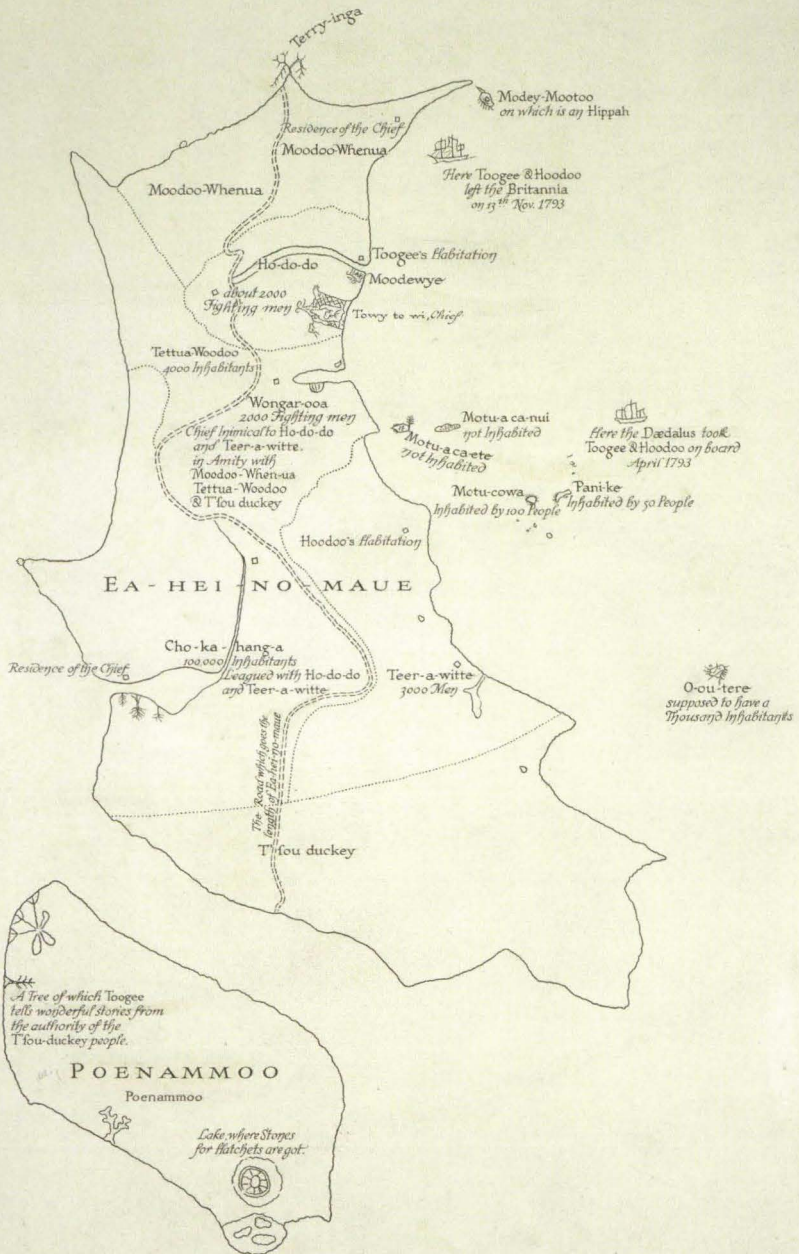 Terry-inga
Modey-Mootoo
on which is an Hippah
Residence of the Chief
Moodoo-Whenua
Here Toogee & Hoodoo
left the Britannia
on 13th Nov. 1793
Moodoo-Whenua
Toogee's Habitation
Ho-do-do
Moodewye
about 2000
Fighting men
Towy to wi, Chief
Tettua-Woodoo
4000 Inhabitants
Wongar-ooa
2000 Fighting men
Chief Inimical to Ho-do-do
and Teer-a-witte.
in Amity with
Moodoo-When-ua
Tettua-Woodoo
& T'sou duckey
Motu-a ca-nui
not Inhabited
Motu-a ca-ete
not Inhabited
Here the Dædalus took
Toogee & Hoodoo on board
April 1793
Motu-cowa
Inhabited by 100 People
Pani-ke
Inhabited by 50 People
Hoodoo's Habitation
EA-HEI-NO-MAUE
Cho-ka-hang-a
100,000 Inhabitants
Leagued with Ho-do-do
and Teer-a-witte
Residence of the Chief
Teer-a-witte
3000 Men
O-ou-tere
supposed to have a
Thousand Inhabitants
The Road which goes the
length of Ea-hei-no-maue
T'sou duckey
A Tree of which Toogee
tells wonderful stories from
the authority of the
T'sou-duckey people.
POENAMMOO
Poenammoo
Lake, where Stones
for Hatchets are got.